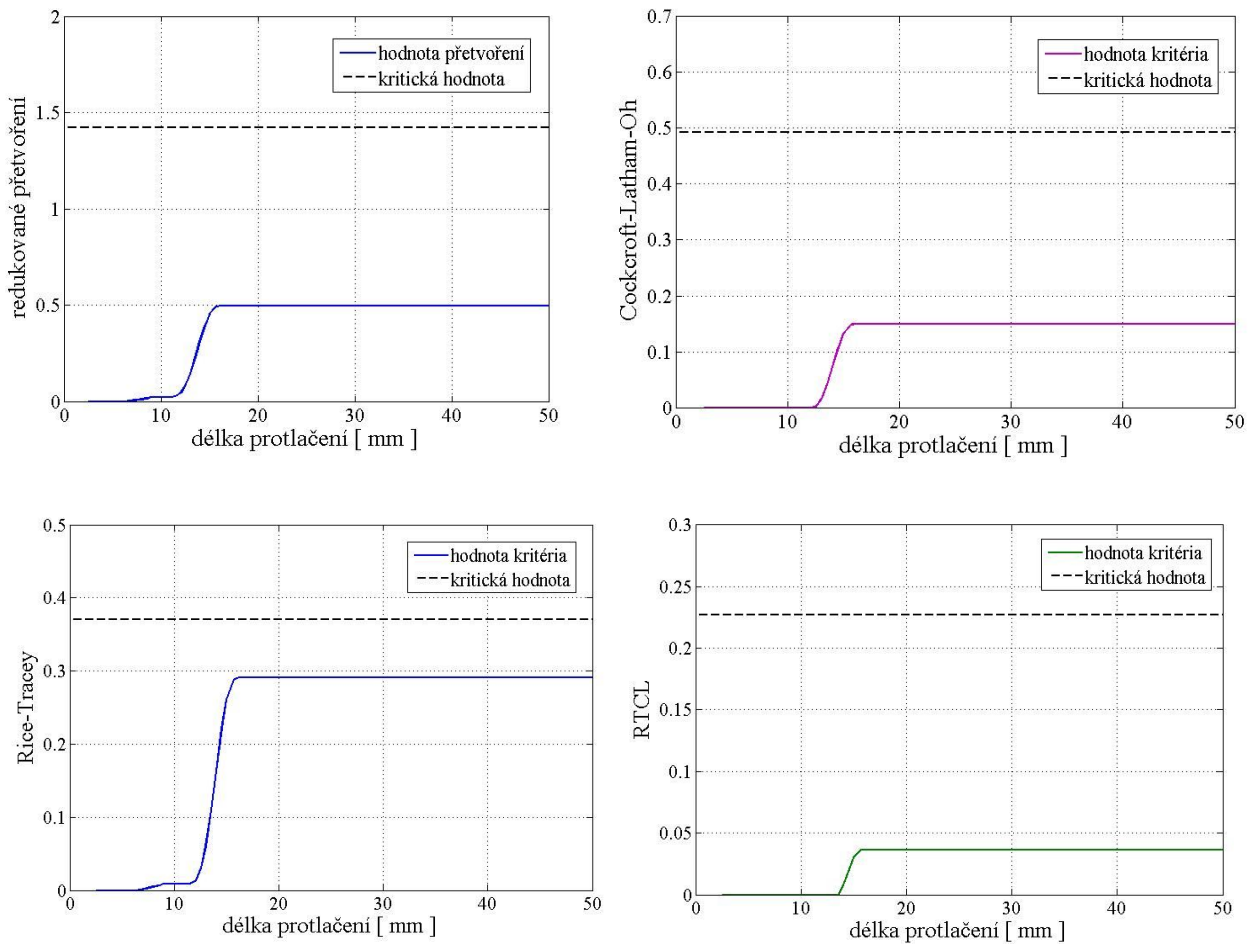 2
1.5
1
0.5
0
redukované přetvoření
hodnota přetvoření
kritická hodnota
0 10 20 30 40 50
délka protlačení [ mm ]
0.7
0.6
0.5
0.4
0.3
0.2
0.1
0
Cockcroft-Latham-Oh
hodnota kritéria
kritická hodnota
0 10 20 30 40 50
délka protlačení [ mm ]
0.5
0.4
0.3
0.2
0.1
0
Rice-Tracey
hodnota kritéria
kritická hodnota
0 10 20 30 40 50
délka protlačení [ mm ]
0.3
0.25
0.2
0.15
0.1
0.05
0
RTCL
hodnota kritéria
kritická hodnota
0 10 20 30 40 50
délka protlačení [ mm ]